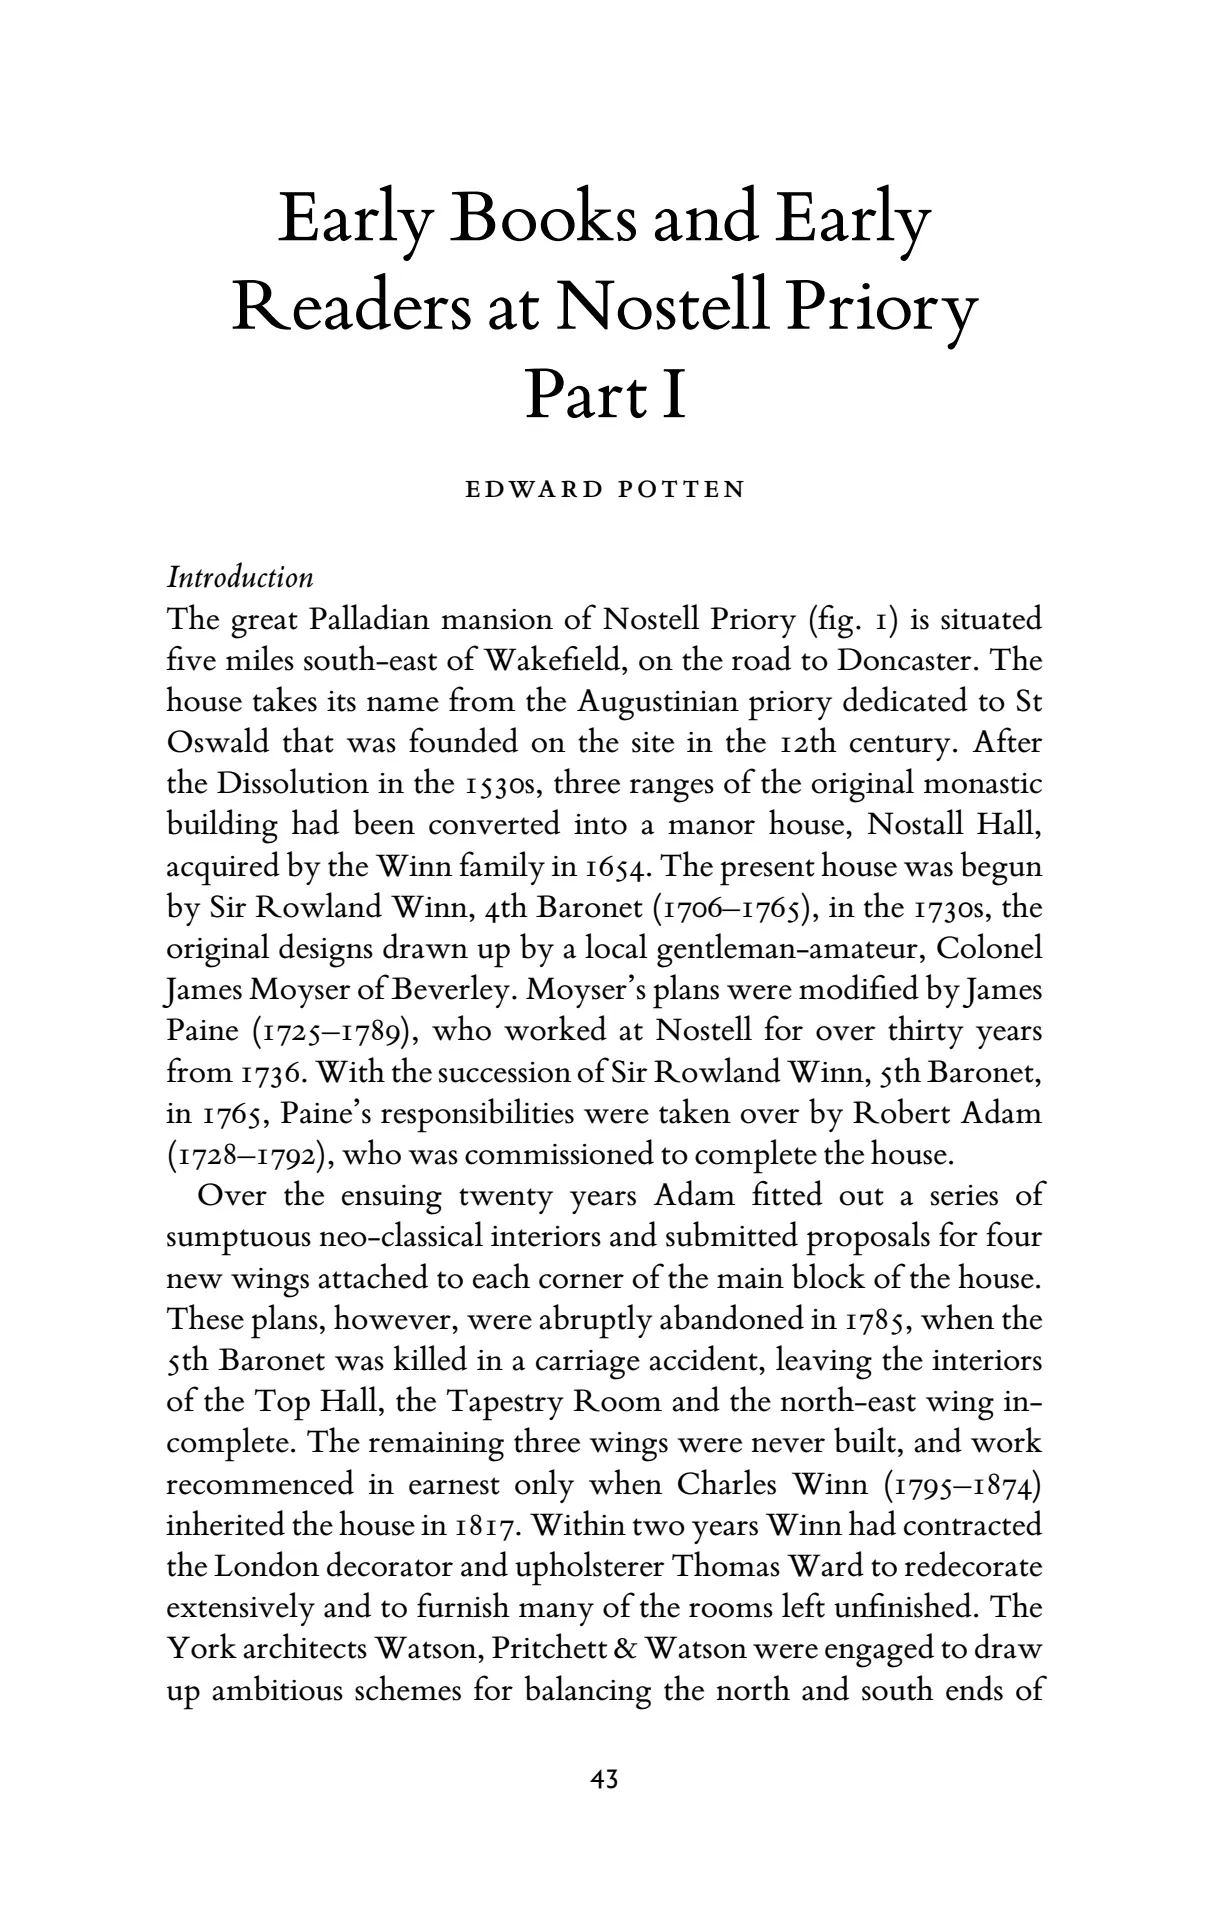 Early Books and Early
Readers at Nostell Priory
Part I
EDWARD POTTEN
Introduction
The great Palladian mansion of Nostell Priory (fig. 1) is situated
five miles south-east of Wakefield, on the road to Doncaster. The
house takes its name from the Augustinian priory dedicated to St
Oswald that was founded on the site in the 12th century. After
the Dissolution in the 1530s, three ranges of the original monastic
building had been converted into a manor house, Nostall Hall,
acquired by the Winn family in 1654. The present house was begun
by Sir Rowland Winn, 4th Baronet (1706–1765), in the 1730s, the
original designs drawn up by a local gentleman-amateur, Colonel
James Moyser of Beverley. Moyser’s plans were modified by James
Paine (1725–1789), who worked at Nostell for over thirty years
from 1736. With the succession of Sir Rowland Winn, 5th Baronet,
in 1765, Paine’s responsibilities were taken over by Robert Adam
(1728–1792), who was commissioned to complete the house.
Over the ensuing twenty years Adam fitted out a series of
sumptuous neo-classical interiors and submitted proposals for four
new wings attached to each corner of the main block of the house.
These plans, however, were abruptly abandoned in 1785, when the
5th Baronet was killed in a carriage accident, leaving the interiors
of the Top Hall, the Tapestry Room and the north-east wing in-
complete. The remaining three wings were never built, and work
recommenced in earnest only when Charles Winn (1795–1874)
inherited the house in 1817. Within two years Winn had contracted
the London decorator and upholsterer Thomas Ward to redecorate
extensively and to furnish many of the rooms left unfinished. The
York architects Watson, Pritchett & Watson were engaged to draw
up ambitious schemes for balancing the north and south ends of
43